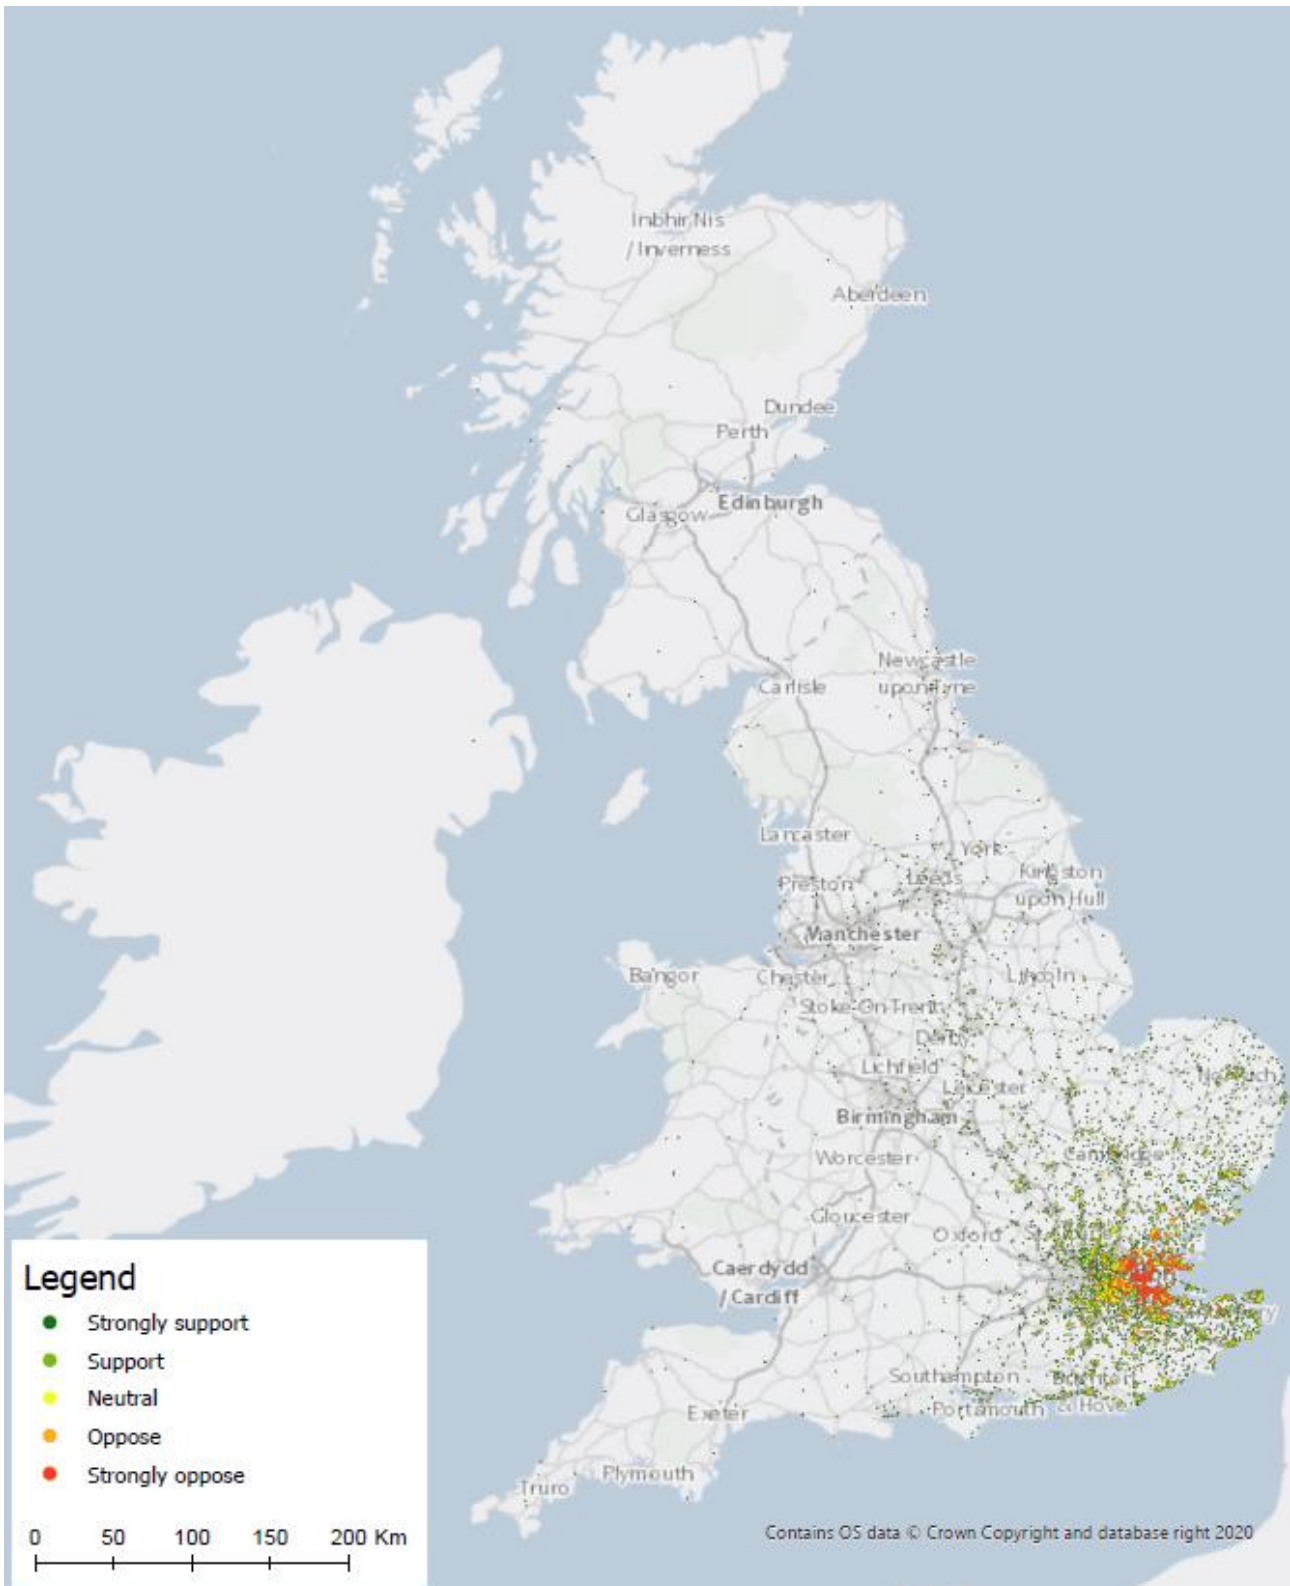 Inbhir Nis
/ Inverness
Aberdeen
Dundee
Perth
Edinburgh
Glasgow
Newcastle
upon Tyne
Carlisle
Lancaster
York
Leeds
Kingston
upon Hull
Preston
Manchester
Bangor
Chester
Lincoln
Stoke-On-Trent
Derby
Lichfield
Norwich
Leicester
Birmingham
Worcester
Cambridge
Gloucester
Oxford
Caerdydd
/ Cardiff
Southampton
Brighton
& Hove
Portsmouth
Exeter
Plymouth
Truro
Legend
Strongly support
Support
Neutral
Oppose
Strongly oppose
0 50 100 150 200 Km
Contains OS data © Crown Copyright and database right 2020